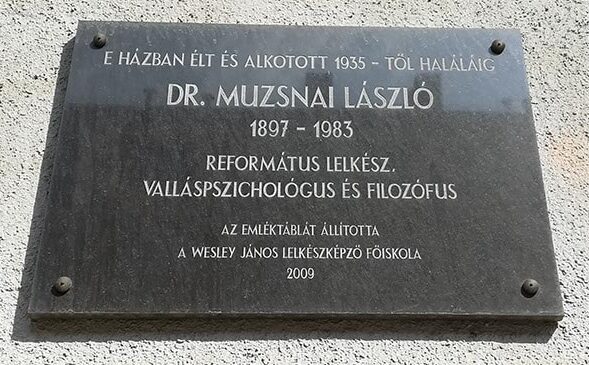 E HÁZBAN ÉLT ÉS ALKOTOTT 1935 - TŐL HALÁLÁIG
DR. MUZSNAI LÁSZLÓ
1897 - 1983
REFORMÁTUS LELKÉSZ,
VALLÁSPSZICHOLÓGUS ÉS FILOZÓFUS
AZ EMLÉKTÁBLÁT ÁLLÍTOTTA
A WESLEY JÁNOS LELKÉSZKÉPZŐ FŐISKOLA
2009